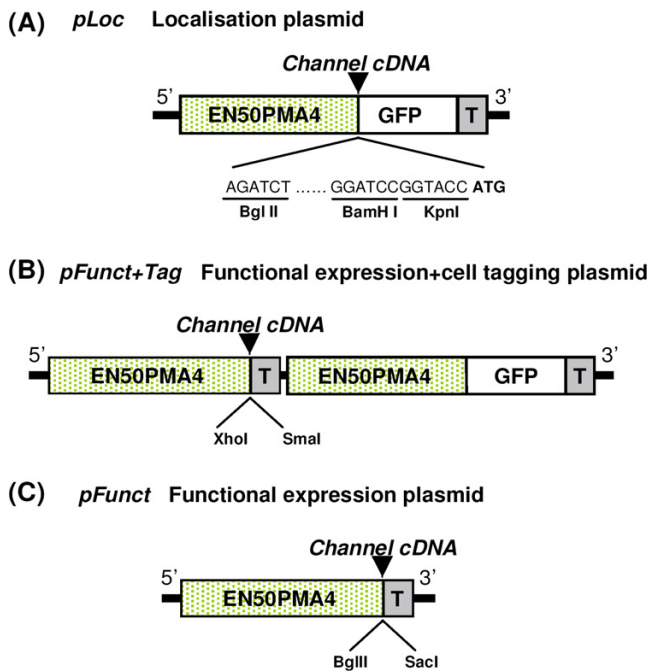 (A) pLoc Localisation plasmid
Channel cDNA
5’ EN50PMA4 GFP T 3’
AGATCT ...... GGATCCGGTACC ATG
Bgl II BamH I KpnI
(B) pFunct+Tag Functional expression+cell tagging plasmid
Channel cDNA
5’ EN50PMA4 T EN50PMA4 GFP T 3’
XhoI SmaI
(C) pFunct Functional expression plasmid
Channel cDNA
5’ EN50PMA4 T 3’
BglII SacI